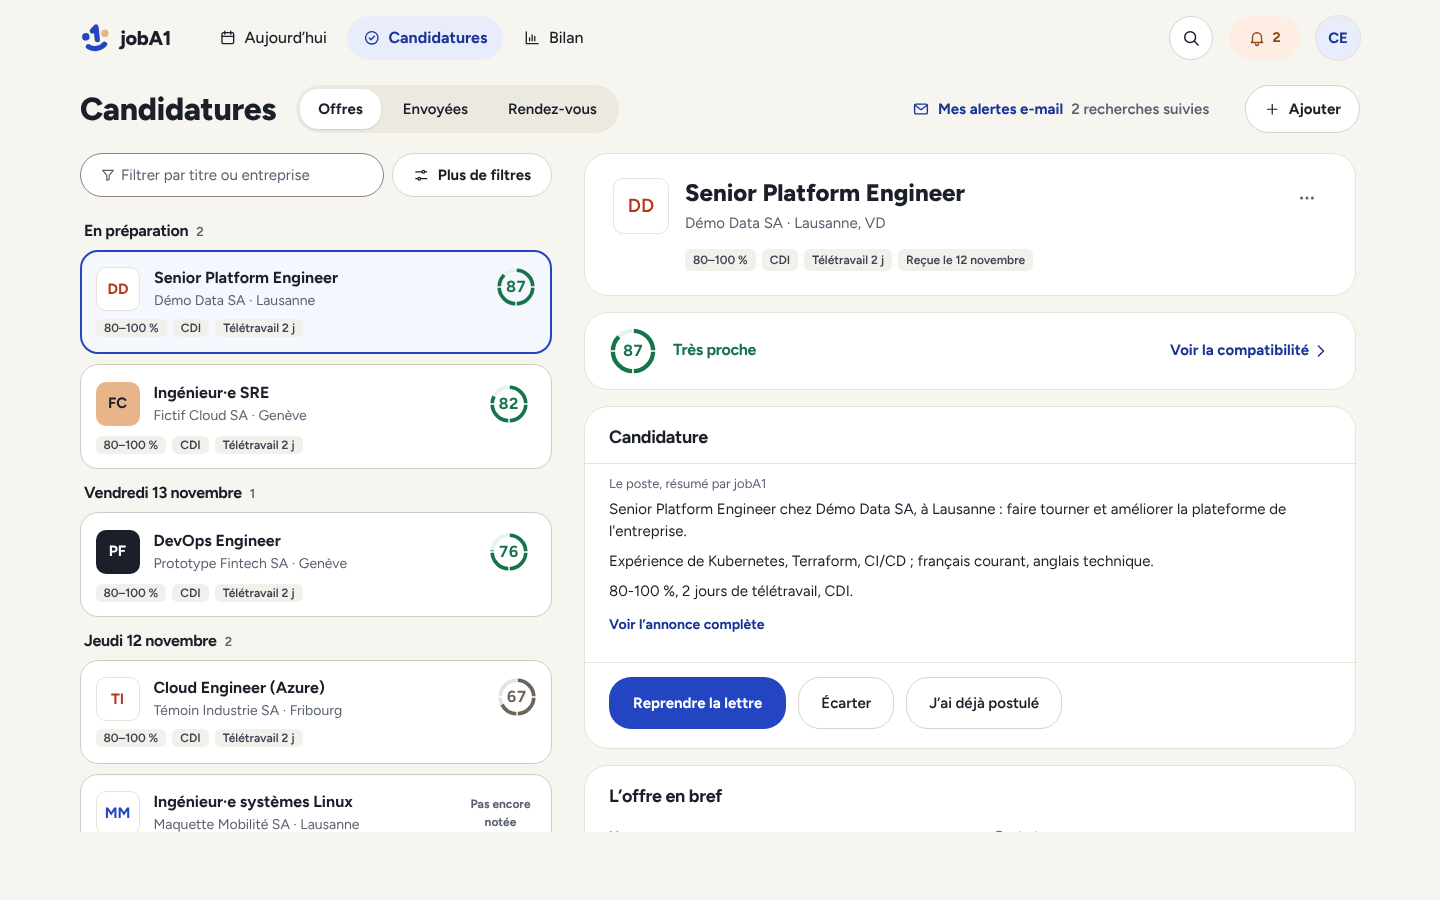 jobA1
Aujourd’hui
Candidatures
Bilan
2
CE
Candidatures
Offres
Envoyées
Rendez-vous
Mes alertes e-mail 2 recherches suivies
Ajouter
Filtrer par titre ou entreprise
Plus de filtres
En préparation 2
DD
Senior Platform Engineer
Démo Data SA · Lausanne
87
80–100 % CDI Télétravail 2 j
FC
Ingénieur·e SRE
Fictif Cloud SA · Genève
82
80–100 % CDI Télétravail 2 j
Vendredi 13 novembre 1
PF
DevOps Engineer
Prototype Fintech SA · Genève
76
80–100 % CDI Télétravail 2 j
Jeudi 12 novembre 2
TI
Cloud Engineer (Azure)
Témoin Industrie SA · Fribourg
67
80–100 % CDI Télétravail 2 j
MM
Ingénieur·e systèmes Linux
Maquette Mobilité SA · Lausanne
Pas encore
notée
DD
Senior Platform Engineer
Démo Data SA · Lausanne, VD
80–100 % CDI Télétravail 2 j Reçue le 12 novembre
87
Très proche
Voir la compatibilité
Candidature
Le poste, résumé par jobA1
Senior Platform Engineer chez Démo Data SA, à Lausanne : faire tourner et améliorer la plateforme de
l'entreprise.
Expérience de Kubernetes, Terraform, CI/CD ; français courant, anglais technique.
80-100 %, 2 jours de télétravail, CDI.
Voir l’annonce complète
Reprendre la lettre
Écarter
J’ai déjà postulé
L’offre en bref